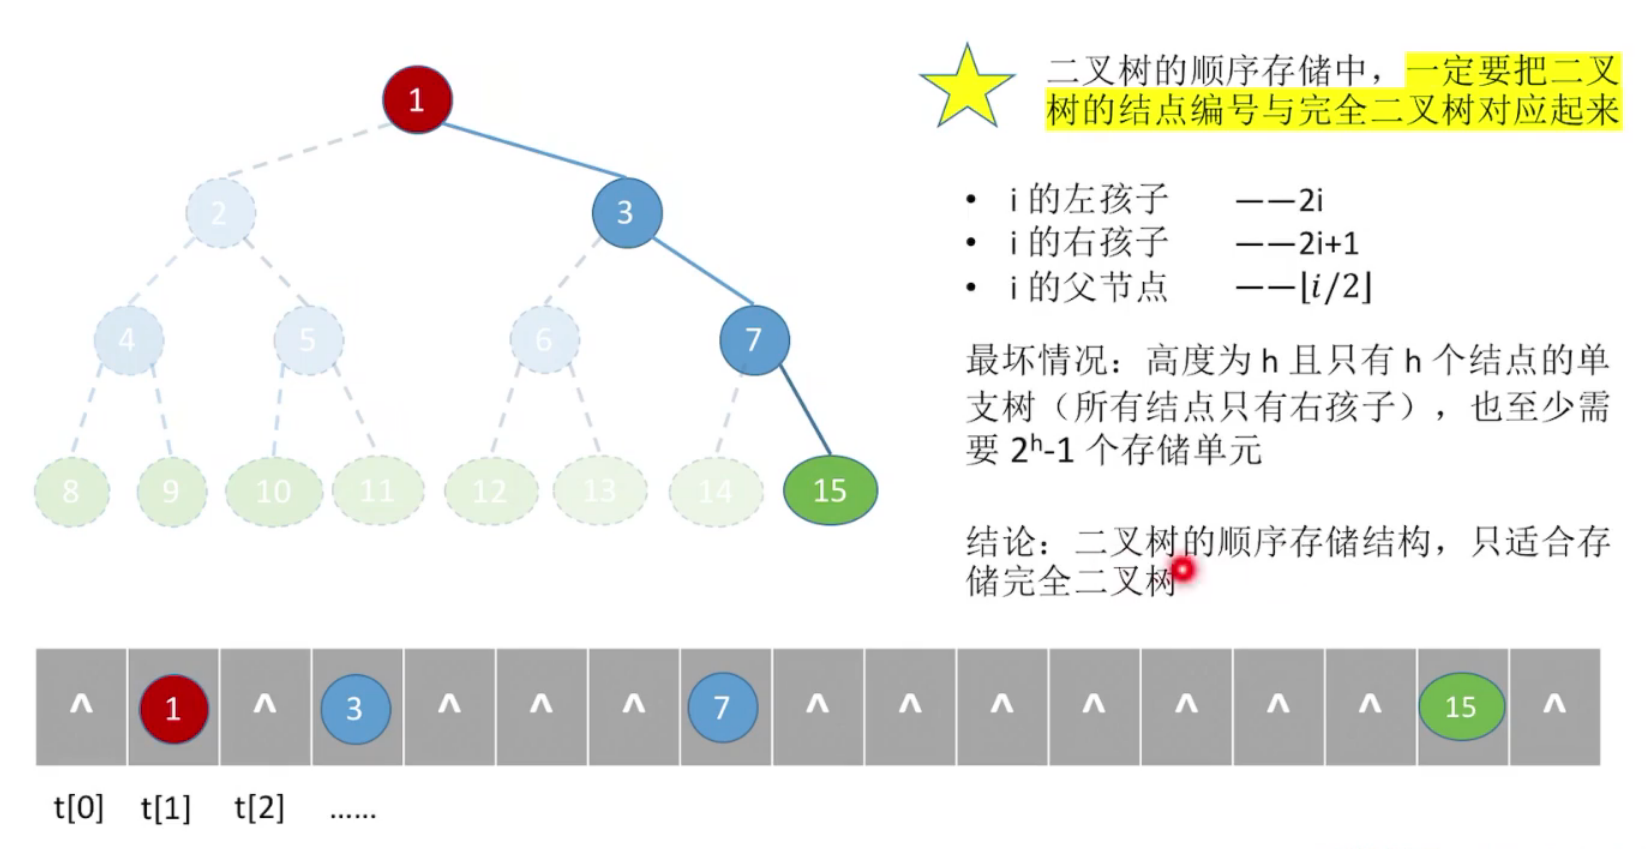 1
2
3
4
5
6
7
8
9
10
11
12
13
14
15
二叉树的顺序存储中，一定要把二叉
树的结点编号与完全二叉树对应起来
• i 的左孩子 ——2i
• i 的右孩子 ——2i+1
• i 的父节点 ——⌊i/2⌋
最坏情况：高度为 h 且只有 h 个结点的单
支树（所有结点只有右孩子），也至少需
要 2ʰ-1 个存储单元
结论：二叉树的顺序存储结构，只适合存
储完全二叉树
^ 1 ^ 3 ^ ^ ^ 7 ^ ^ ^ ^ ^ ^ ^ 15 ^
t[0] t[1] t[2] ......